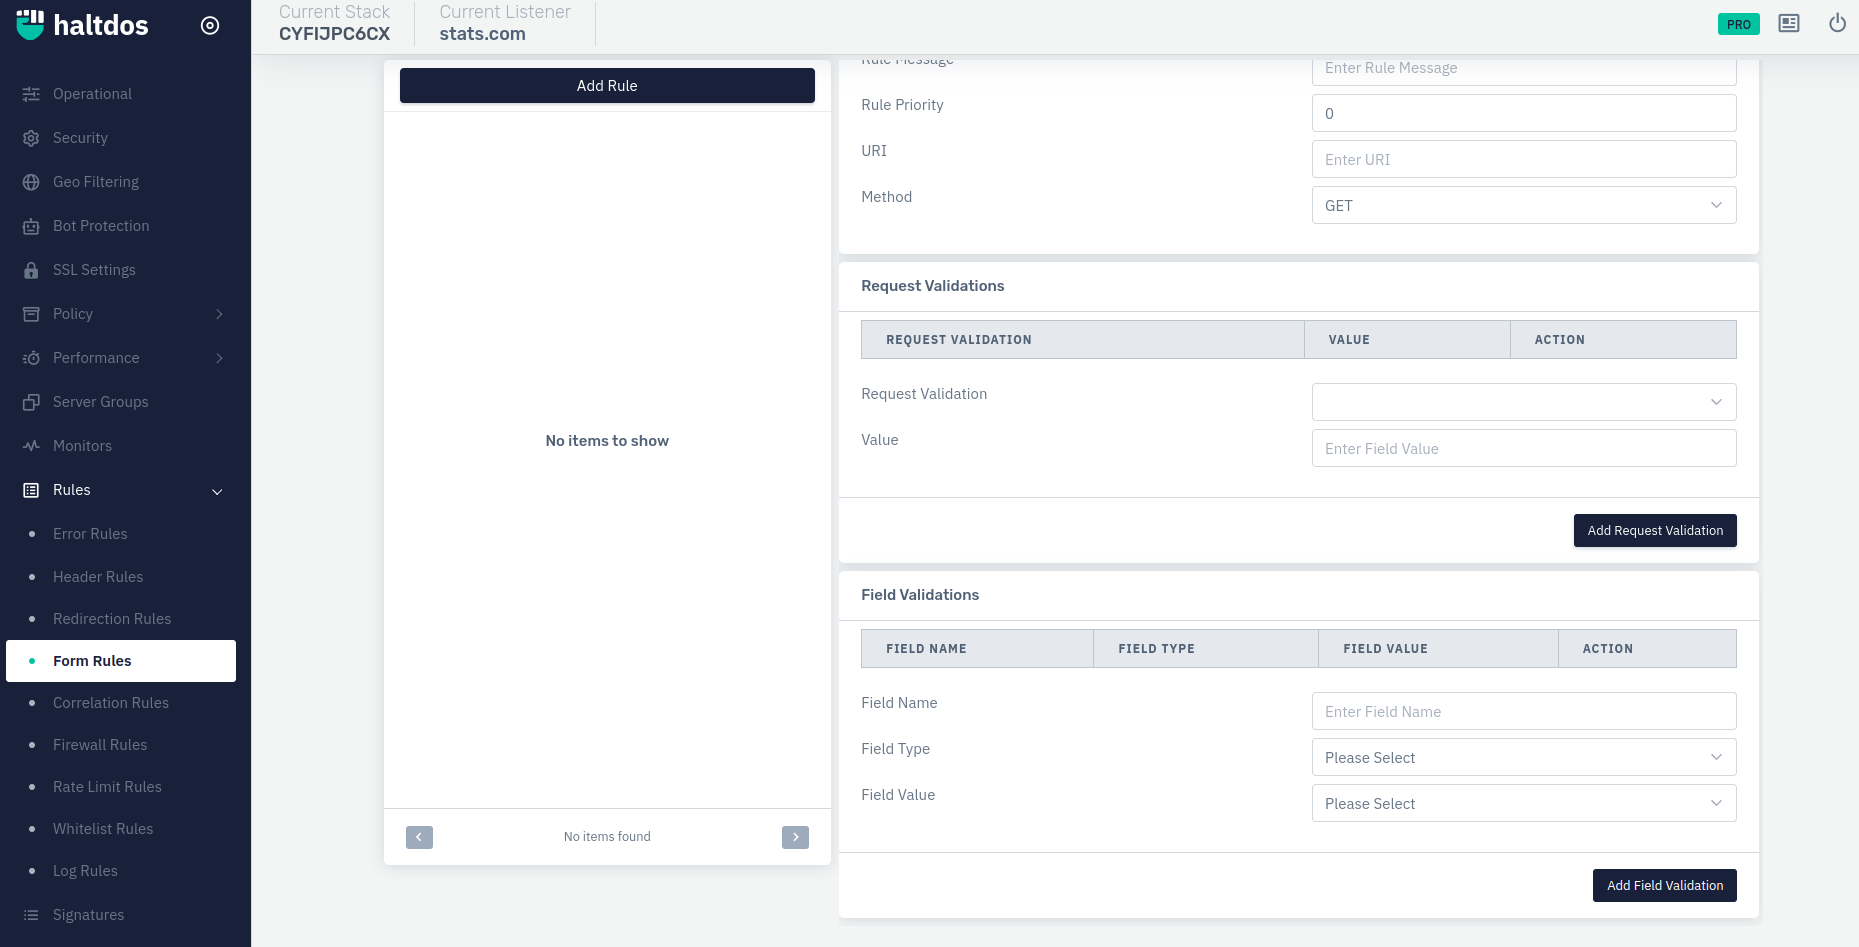 haltdos
Current Stack
CYFIJPC6CX
Current Listener
stats.com
PRO
Operational
Security
Geo Filtering
Bot Protection
SSL Settings
Policy
Performance
Server Groups
Monitors
Rules
Error Rules
Header Rules
Redirection Rules
Form Rules
Correlation Rules
Firewall Rules
Rate Limit Rules
Whitelist Rules
Log Rules
Signatures
Add Rule
No items to show
No items found
Rule Message
Enter Rule Message
Rule Priority
0
URI
Enter URI
Method
GET
Request Validations
REQUEST VALIDATION VALUE ACTION
Request Validation
Value
Enter Field Value
Add Request Validation
Field Validations
FIELD NAME FIELD TYPE FIELD VALUE ACTION
Field Name
Enter Field Name
Field Type
Please Select
Field Value
Please Select
Add Field Validation